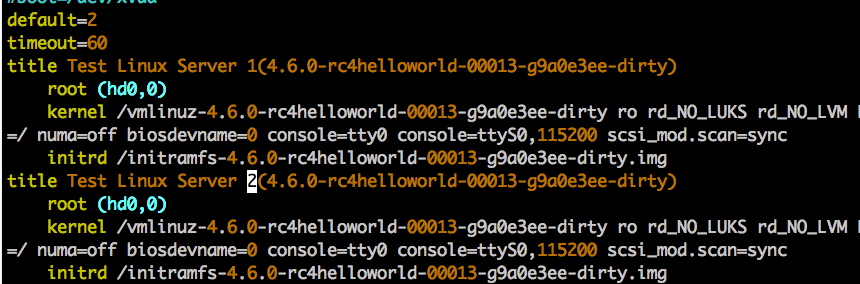 #boot=/dev/xvda
default=2
timeout=60
title Test Linux Server 1(4.6.0-rc4helloworld-00013-g9a0e3ee-dirty)
root (hd0,0)
kernel /vmlinuz-4.6.0-rc4helloworld-00013-g9a0e3ee-dirty ro rd_NO_LUKS rd_NO_LVM
=/ numa=off biosdevname=0 console=tty0 console=ttyS0,115200 scsi_mod.scan=sync
initrd /initramfs-4.6.0-rc4helloworld-00013-g9a0e3ee-dirty.img
title Test Linux Server 2(4.6.0-rc4helloworld-00013-g9a0e3ee-dirty)
root (hd0,0)
kernel /vmlinuz-4.6.0-rc4helloworld-00013-g9a0e3ee-dirty ro rd_NO_LUKS rd_NO_LVM
=/ numa=off biosdevname=0 console=tty0 console=ttyS0,115200 scsi_mod.scan=sync
initrd /initramfs-4.6.0-rc4helloworld-00013-g9a0e3ee-dirty.img